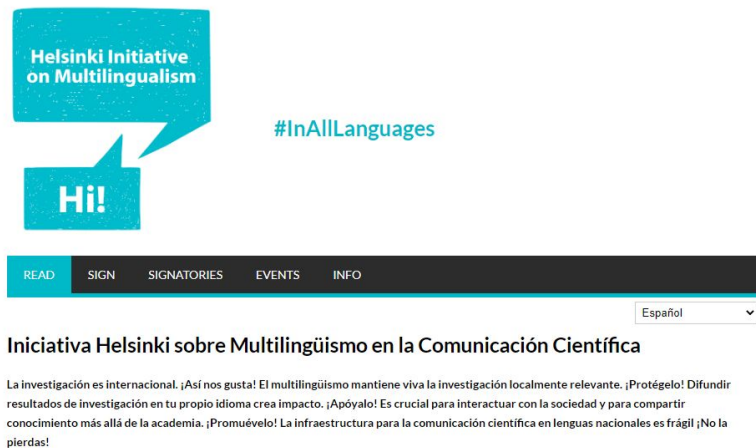 Helsinki Initiative
on Multilingualism
#InAllLanguages
Hi!
READ SIGN SIGNATORIES EVENTS INFO
Español
Iniciativa Helsinki sobre Multilingüismo en la Comunicación Científica
La investigación es internacional. ¡Así nos gusta! El multilingüismo mantiene viva la investigación localmente relevante. ¡Protégelo! Difundir
resultados de investigación en tu propio idioma crea impacto. ¡Apóyalo! Es crucial para interactuar con la sociedad y para compartir
conocimiento más allá de la academia. ¡Promuévelo! La infraestructura para la comunicación científica en lenguas nacionales es frágil ¡No la
pierdas!